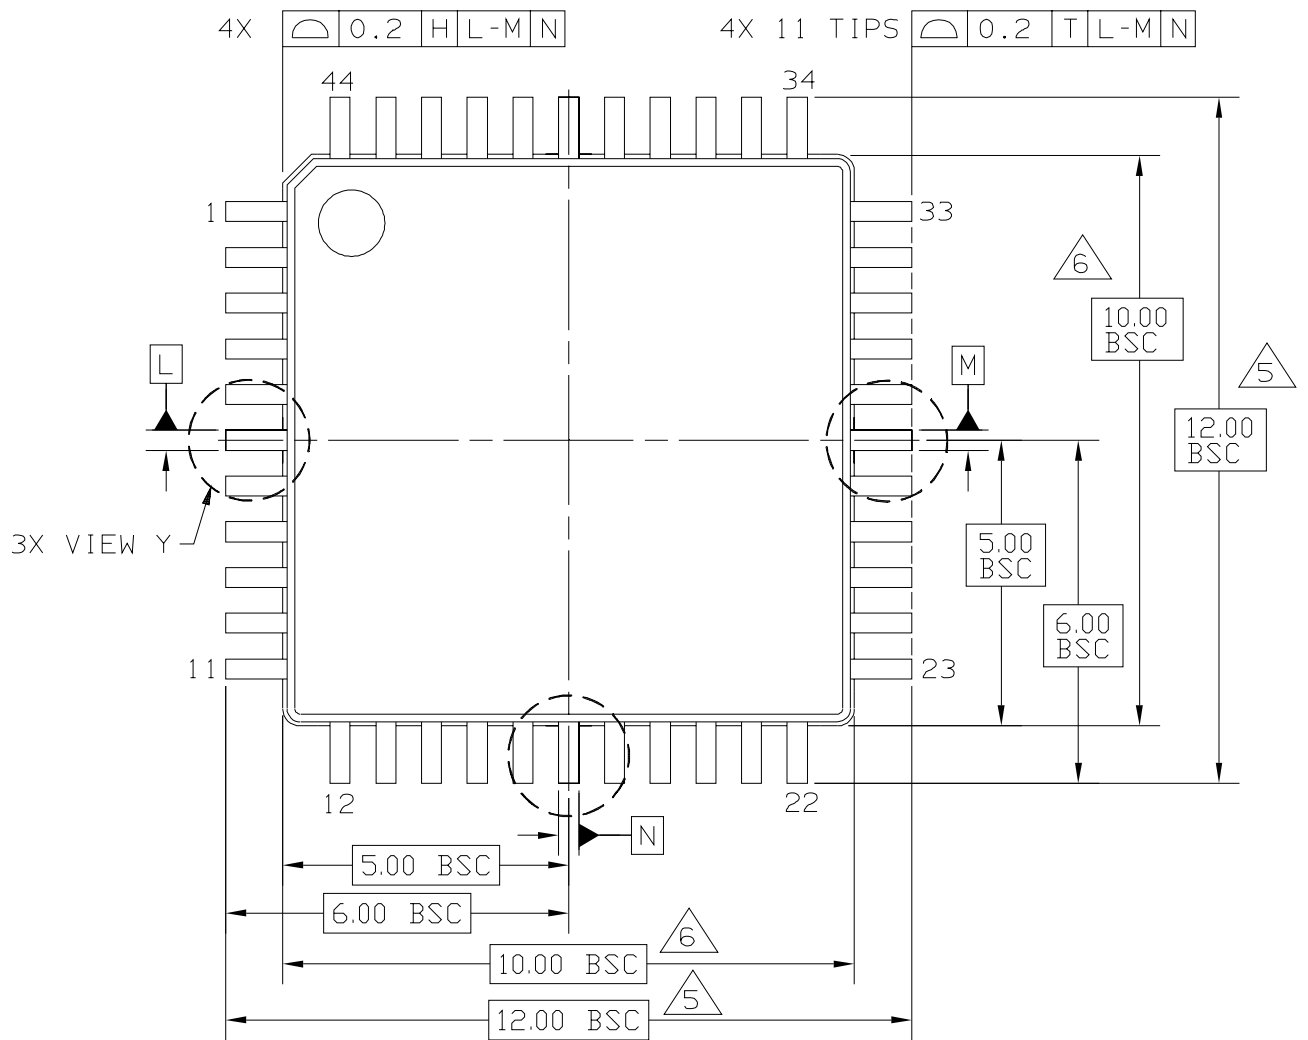 4X 0.2 H L-M N
4X 11 TIPS 0.2 T L-M N
44
34
1
33
6
10.00
BSC
5
L
M
12.00
BSC
3X VIEW Y
5.00
BSC
6.00
BSC
11
23
12
22
N
5.00 BSC
6.00 BSC
6
10.00 BSC
5
12.00 BSC